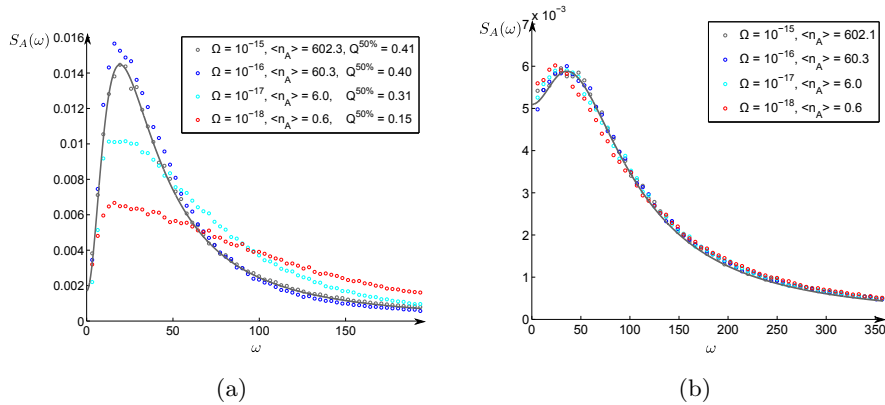 S_A(ω)
0.016
0.014
0.012
0.01
0.008
0.006
0.004
0.002
0
0 50 100 150
ω
Ω = 10^-15, <n_A> = 602.3, Q^50% = 0.41
Ω = 10^-16, <n_A> = 60.3, Q^50% = 0.40
Ω = 10^-17, <n_A> = 6.0, Q^50% = 0.31
Ω = 10^-18, <n_A> = 0.6, Q^50% = 0.15
(a)
S_A(ω)
x 10^-3
7
6
5
4
3
2
1
0
0 50 100 150 200 250 300 350
ω
Ω = 10^-15, <n_A> = 602.1
Ω = 10^-16, <n_A> = 60.3
Ω = 10^-17, <n_A> = 6.0
Ω = 10^-18, <n_A> = 0.6
(b)